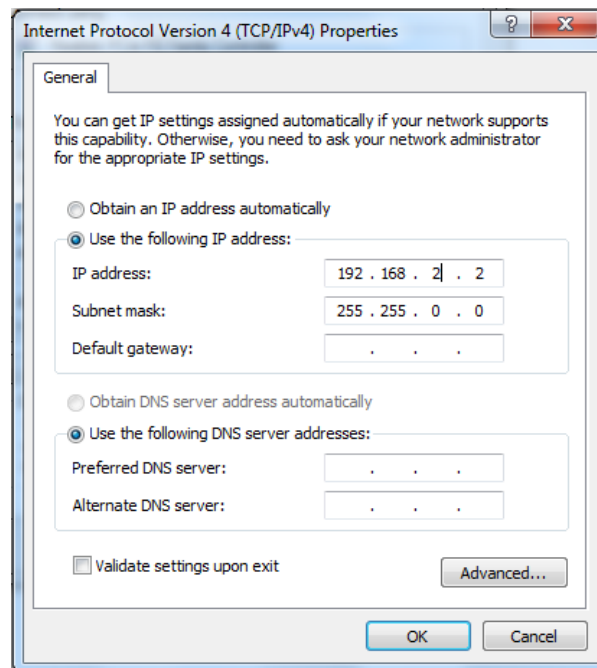 Internet Protocol Version 4 (TCP/IPv4) Properties
General
You can get IP settings assigned automatically if your network supports
this capability. Otherwise, you need to ask your network administrator
for the appropriate IP settings.
Obtain an IP address automatically
Use the following IP address:
IP address: 192 . 168 . 2 . 2
Subnet mask: 255 . 255 . 0 . 0
Default gateway: . . .
Obtain DNS server address automatically
Use the following DNS server addresses:
Preferred DNS server: . . .
Alternate DNS server: . . .
Validate settings upon exit
Advanced...
OK Cancel